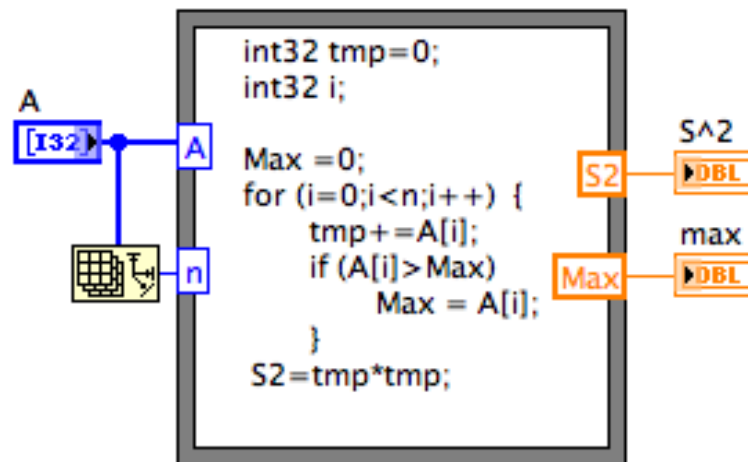 A
[I32]
A
n
int32 tmp=0;
int32 i;
Max =0;
for (i=0;i<n;i++) {
tmp+=A[i];
if (A[i]>Max)
Max = A[i];
}
S2=tmp*tmp;
S2
Max
S^2
DBL
max
DBL